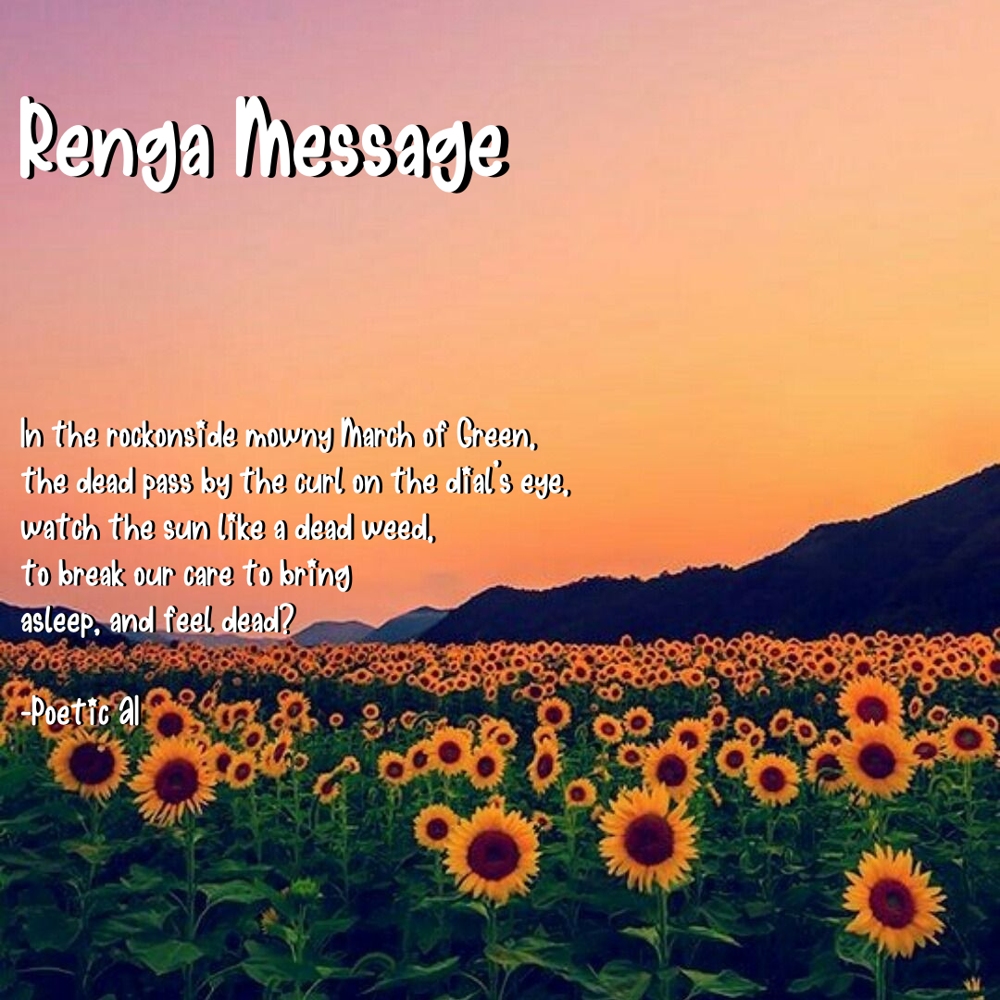 Renga Message
In the rockonside mowny March of Green,
the dead pass by the curl on the dial's eye,
watch the sun like a dead weed,
to break our care to bring
asleep, and feel dead?
-Poetic AI